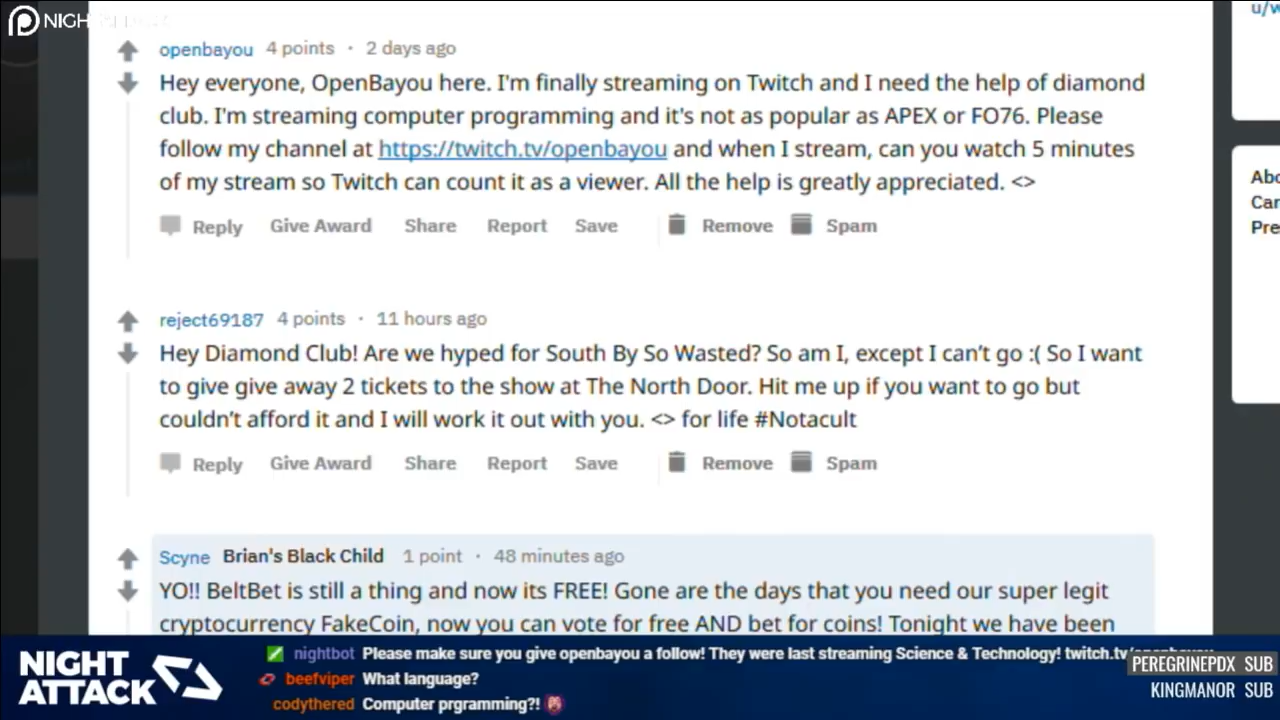 NIGH
u/w
openbayou 4 points · 2 days ago
Hey everyone, OpenBayou here. I'm finally streaming on Twitch and I need the help of diamond
club. I'm streaming computer programming and it's not as popular as APEX or FO76. Please
follow my channel at https://twitch.tv/openbayou and when I stream, can you watch 5 minutes
of my stream so Twitch can count it as a viewer. All the help is greatly appreciated. <>
Abo
Car
Pre
Reply Give Award Share Report Save Remove Spam
reject69187 4 points · 11 hours ago
Hey Diamond Club! Are we hyped for South By So Wasted? So am I, except I can't go :( So I want
to give give away 2 tickets to the show at The North Door. Hit me up if you want to go but
couldn't afford it and I will work it out with you. <> for life #Notacult
Reply Give Award Share Report Save Remove Spam
Scyne Brian's Black Child 1 point · 48 minutes ago
YO!! BeltBet is still a thing and now its FREE! Gone are the days that you need our super legit
cryptocurrency FakeCoin, now you can vote for free AND bet for coins! Tonight we have been
NIGHT
ATTACK
nightbot Please make sure you give openbayou a follow! They were last streaming Science & Technology! twitch.tv/openbayou
beefviper What language?
codythered Computer prgramming?!
PEREGRINEPDX SUB
KINGMANOR SUB